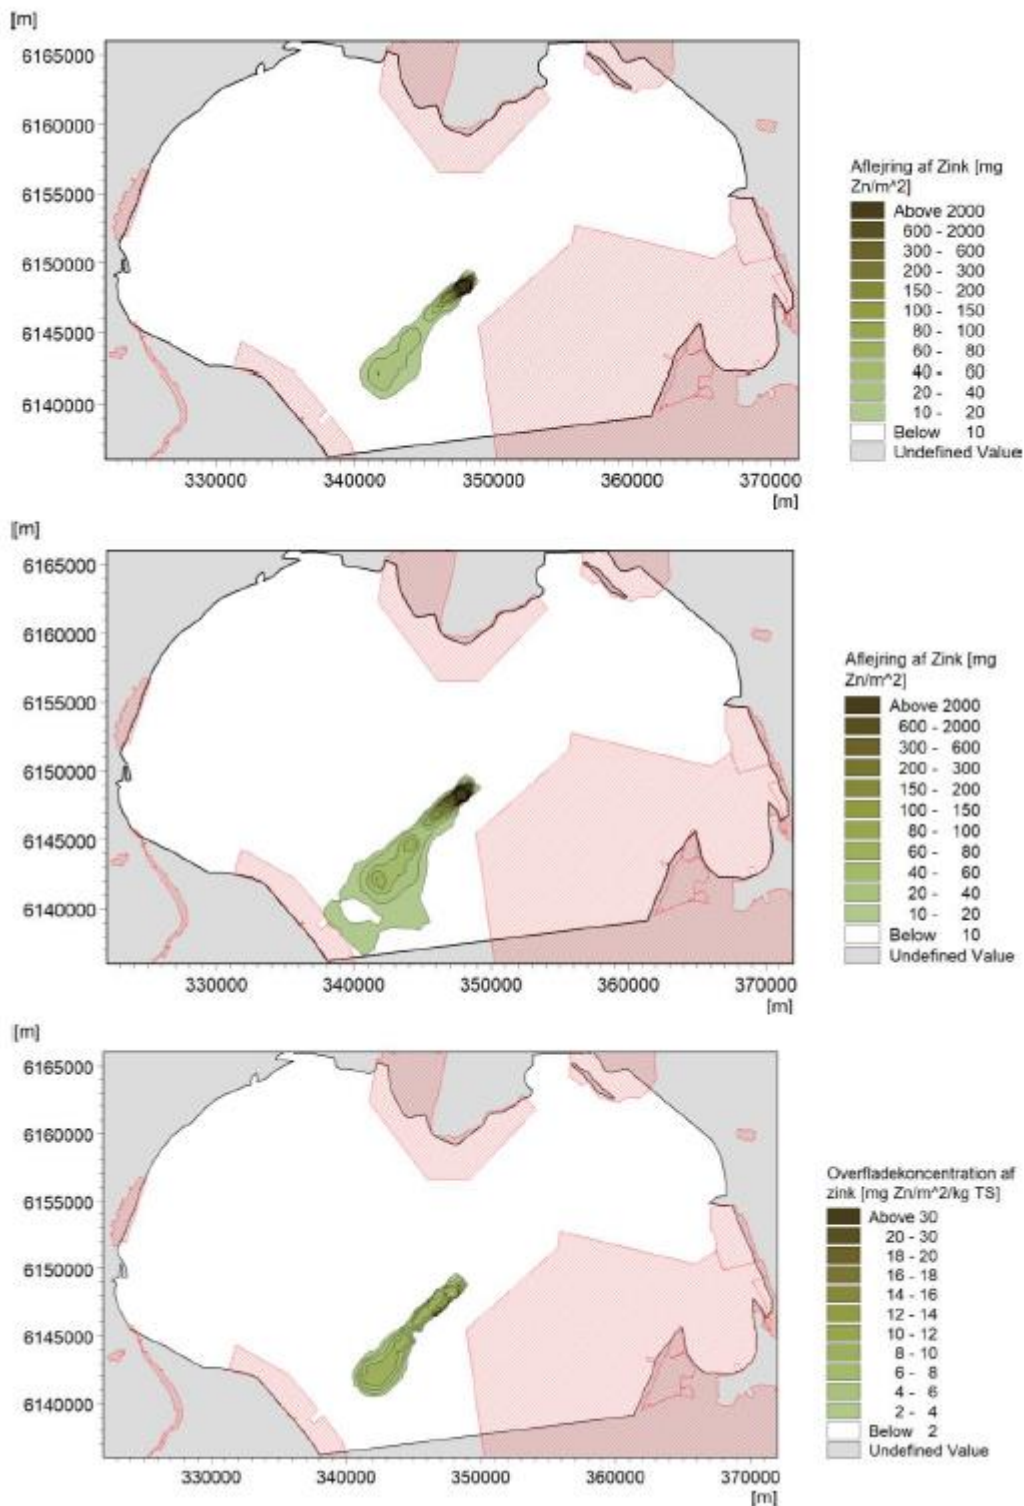 [m]
6165000
6160000
6155000
6150000
6145000
6140000
330000 340000 350000 360000 370000
[m]
Aflejring af Zink [mg
Zn/m^2]
Above 2000
600 - 2000
300 - 600
200 - 300
150 - 200
100 - 150
80 - 100
60 - 80
40 - 60
20 - 40
10 - 20
Below 10
Undefined Value
[m]
6165000
6160000
6155000
6150000
6145000
6140000
330000 340000 350000 360000 370000
[m]
Aflejring af Zink [mg
Zn/m^2]
Above 2000
600 - 2000
300 - 600
200 - 300
150 - 200
100 - 150
80 - 100
60 - 80
40 - 60
20 - 40
10 - 20
Below 10
Undefined Value
[m]
6165000
6160000
6155000
6150000
6145000
6140000
330000 340000 350000 360000 370000
[m]
Overfladekoncentration af
zink [mg Zn/m^2/kg TS]
Above 30
20 - 30
18 - 20
16 - 18
14 - 16
12 - 14
10 - 12
8 - 10
6 - 8
4 - 6
2 - 4
Below 2
Undefined Value